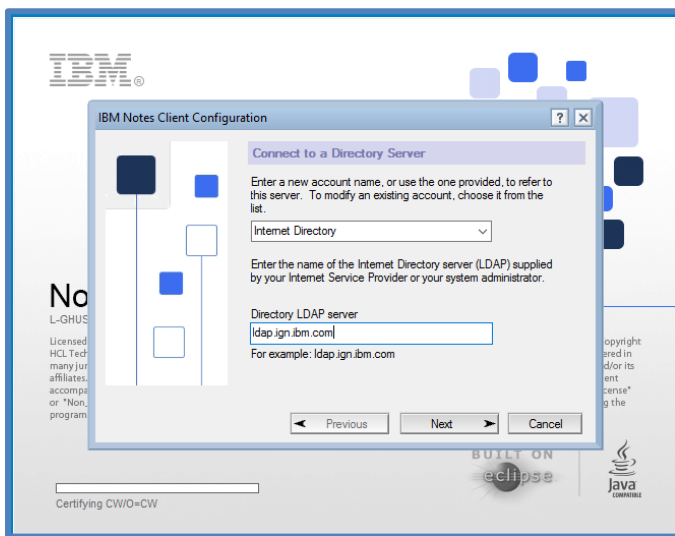 IBM®
IBM Notes Client Configuration
Connect to a Directory Server
Enter a new account name, or use the one provided, to refer to
this server. To modify an existing account, choose it from the
list.
Internet Directory
Enter the name of the Internet Directory server (LDAP) supplied
by your Internet Service Provider or your system administrator.
Directory LDAP server
ldap.ign.ibm.com
For example: ldap.ign.ibm.com
Previous
Next
Cancel
No
L-GHUS
Licensed
HCL Tech
many jur
affiliates.
accompa
or "Non_
program
opyright
ered in
d/or its
ent
cense"
g the
BUILT ON
eclipse
Java
COMPATIBLE
Certifying CW/O=CW